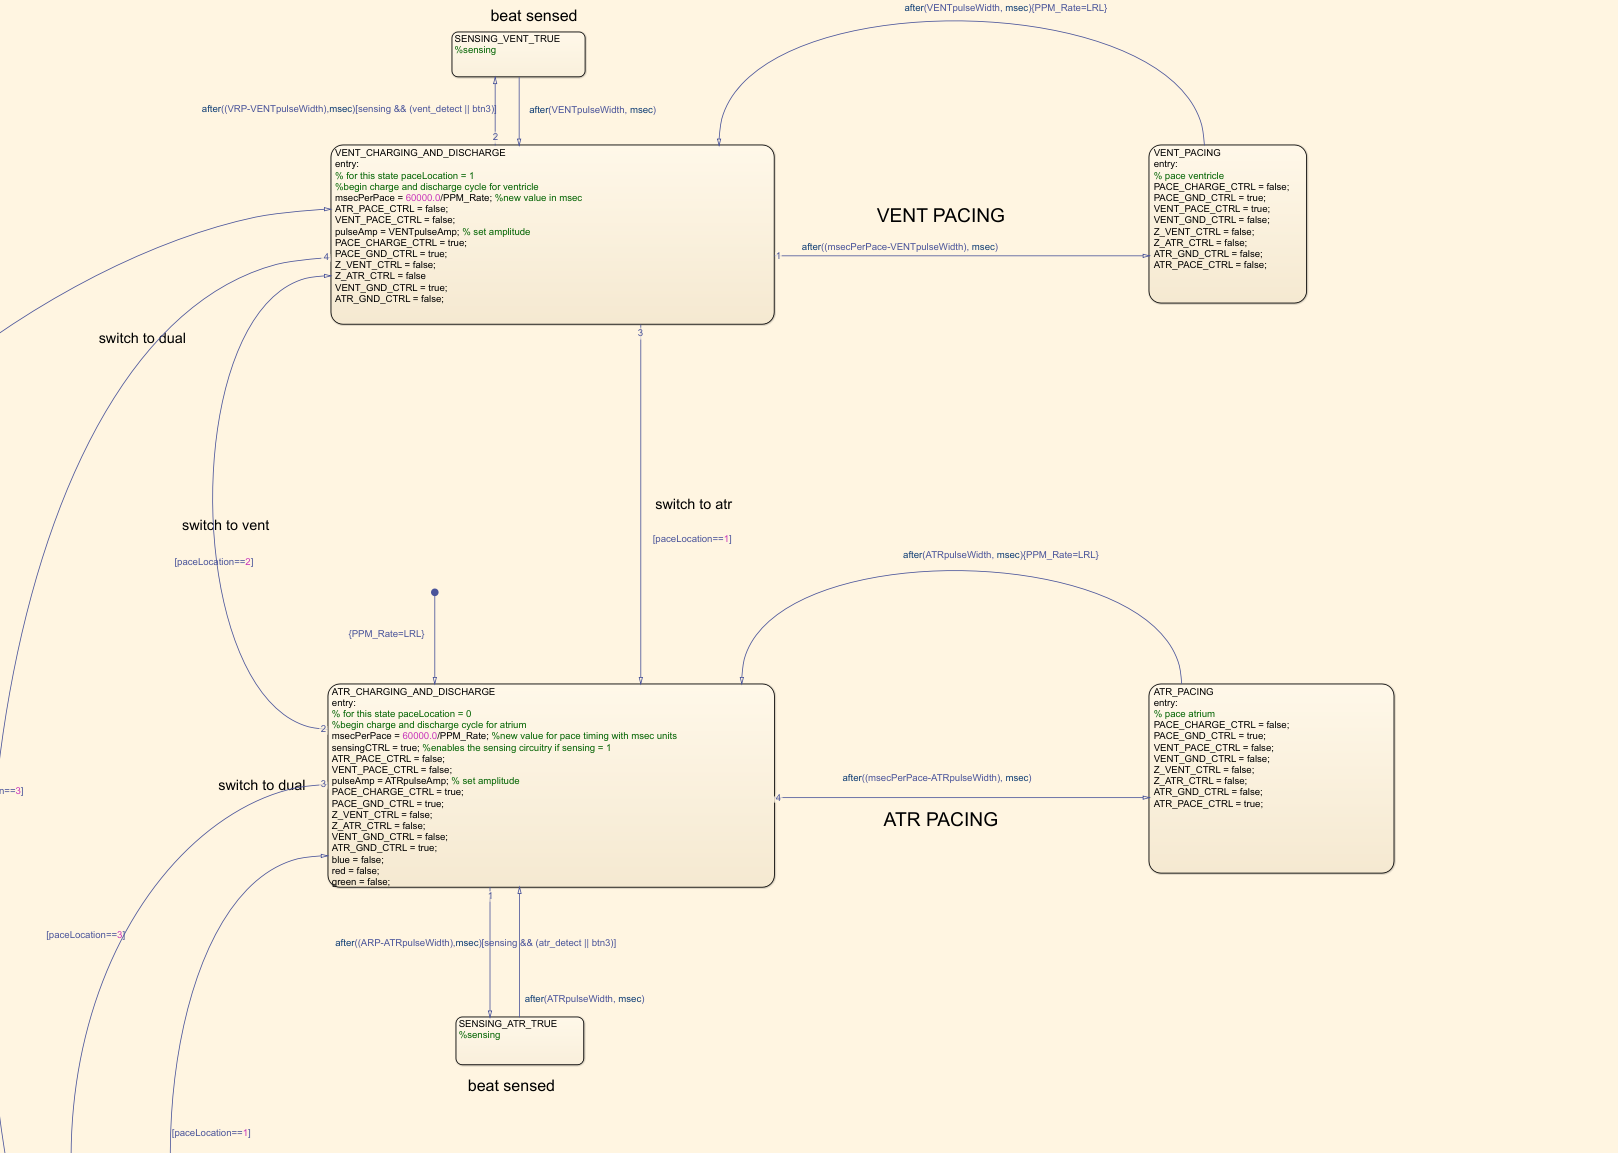 beat sensed
SENSING_VENT_TRUE
%sensing
after((VRP-VENTpulseWidth),msec)[sensing && (vent_detect || btn3)]
after(VENTpulseWidth, msec)
after(VENTpulseWidth, msec){PPM_Rate=LRL}
2
VENT_CHARGING_AND_DISCHARGE
entry:
% for this state paceLocation = 1
%begin charge and discharge cycle for ventricle
msecPerPace = 60000.0/PPM_Rate; %new value in msec
ATR_PACE_CTRL = false;
VENT_PACE_CTRL = false;
pulseAmp = VENTpulseAmp; % set amplitude
PACE_CHARGE_CTRL = true;
PACE_GND_CTRL = true;
Z_VENT_CTRL = false;
Z_ATR_CTRL = false
VENT_GND_CTRL = true;
ATR_GND_CTRL = false;
4
1
3
VENT PACING
after((msecPerPace-VENTpulseWidth), msec)
VENT_PACING
entry:
% pace ventricle
PACE_CHARGE_CTRL = false;
PACE_GND_CTRL = true;
VENT_PACE_CTRL = true;
VENT_GND_CTRL = false;
Z_VENT_CTRL = false;
Z_ATR_CTRL = false;
ATR_GND_CTRL = false;
ATR_PACE_CTRL = false;
switch to dual
switch to vent
[paceLocation==2]
switch to atr
[paceLocation==1]
{PPM_Rate=LRL}
after(ATRpulseWidth, msec){PPM_Rate=LRL}
ATR_CHARGING_AND_DISCHARGE
entry:
% for this state paceLocation = 0
%begin charge and discharge cycle for atrium
msecPerPace = 60000.0/PPM_Rate; %new value for pace timing with msec units
sensingCTRL = true; %enables the sensing circuitry if sensing = 1
ATR_PACE_CTRL = false;
VENT_PACE_CTRL = false;
pulseAmp = ATRpulseAmp; % set amplitude
PACE_CHARGE_CTRL = true;
PACE_GND_CTRL = true;
Z_VENT_CTRL = false;
Z_ATR_CTRL = false;
VENT_GND_CTRL = false;
ATR_GND_CTRL = true;
blue = false;
red = false;
green = false;
2
3
4
1
switch to dual
n==3]
after((msecPerPace-ATRpulseWidth), msec)
ATR PACING
ATR_PACING
entry:
% pace atrium
PACE_CHARGE_CTRL = false;
PACE_GND_CTRL = true;
VENT_PACE_CTRL = false;
VENT_GND_CTRL = false;
Z_VENT_CTRL = false;
Z_ATR_CTRL = false;
ATR_GND_CTRL = false;
ATR_PACE_CTRL = true;
[paceLocation==3]
after((ARP-ATRpulseWidth),msec)[sensing && (atr_detect || btn3)]
after(ATRpulseWidth, msec)
SENSING_ATR_TRUE
%sensing
beat sensed
[paceLocation==1]